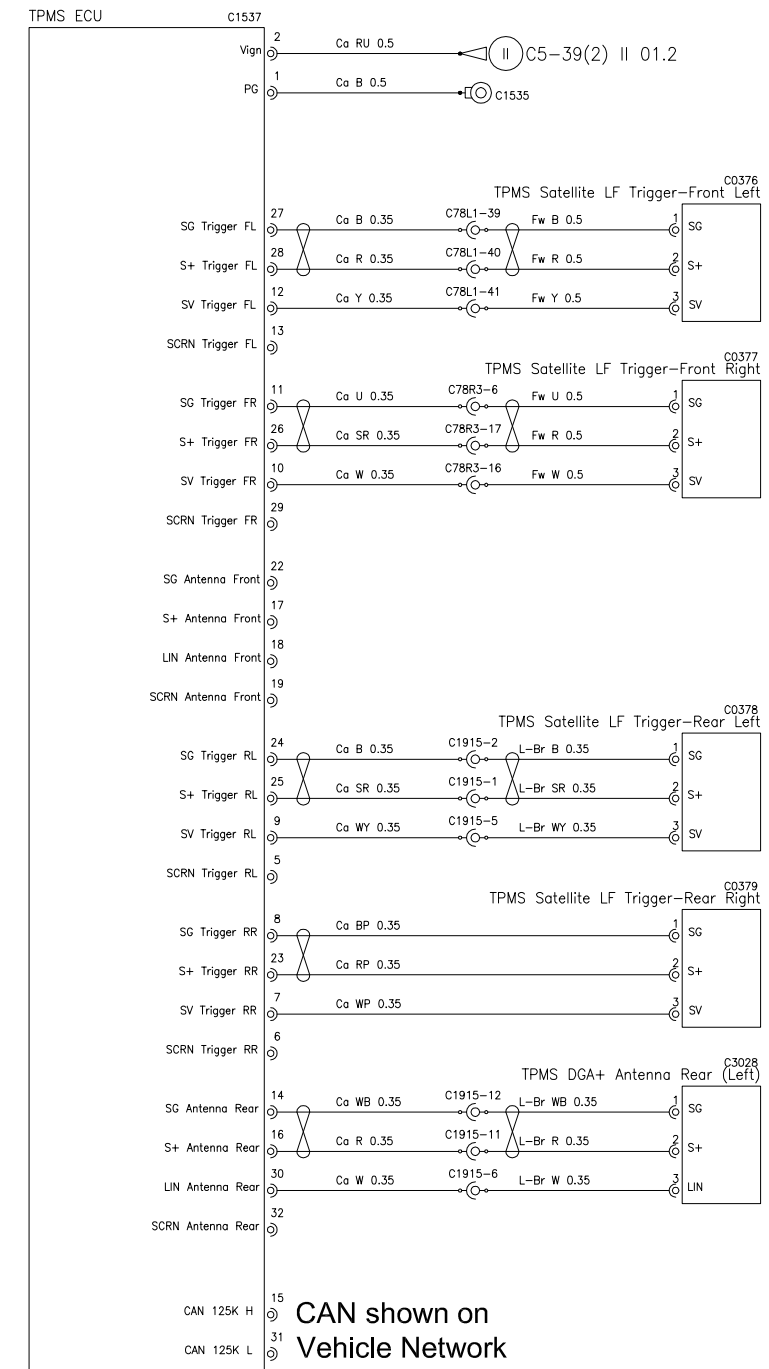 TPMS ECU C1537
Vign 2 Ca RU 0.5 II C5-39(2) II 01.2
PG 1 Ca B 0.5 C1535
C0376
TPMS Satellite LF Trigger-Front Left
SG Trigger FL 27 Ca B 0.35 C78L1-39 Fw B 0.5 1 SG
S+ Trigger FL 28 Ca R 0.35 C78L1-40 Fw R 0.5 2 S+
SV Trigger FL 12 Ca Y 0.35 C78L1-41 Fw Y 0.5 3 SV
SCRN Trigger FL 13
C0377
TPMS Satellite LF Trigger-Front Right
SG Trigger FR 11 Ca U 0.35 C78R3-6 Fw U 0.5 1 SG
S+ Trigger FR 26 Ca SR 0.35 C78R3-17 Fw R 0.5 2 S+
SV Trigger FR 10 Ca W 0.35 C78R3-16 Fw W 0.5 3 SV
SCRN Trigger FR 29
SG Antenna Front 22
S+ Antenna Front 17
LIN Antenna Front 18
SCRN Antenna Front 19
C0378
TPMS Satellite LF Trigger-Rear Left
SG Trigger RL 24 Ca B 0.35 C1915-2 L-Br B 0.35 1 SG
S+ Trigger RL 25 Ca SR 0.35 C1915-1 L-Br SR 0.35 2 S+
SV Trigger RL 9 Ca WY 0.35 C1915-5 L-Br WY 0.35 3 SV
SCRN Trigger RL 5
C0379
TPMS Satellite LF Trigger-Rear Right
SG Trigger RR 8 Ca BP 0.35 1 SG
S+ Trigger RR 23 Ca RP 0.35 2 S+
SV Trigger RR 7 Ca WP 0.35 3 SV
SCRN Trigger RR 6
C3028
TPMS DGA+ Antenna Rear (Left)
SG Antenna Rear 14 Ca WB 0.35 C1915-12 L-Br WB 0.35 1 SG
S+ Antenna Rear 16 Ca R 0.35 C1915-11 L-Br R 0.35 2 S+
LIN Antenna Rear 30 Ca W 0.35 C1915-6 L-Br W 0.35 3 LIN
SCRN Antenna Rear 32
CAN 125K H 15 CAN shown on
CAN 125K L 31 Vehicle Network